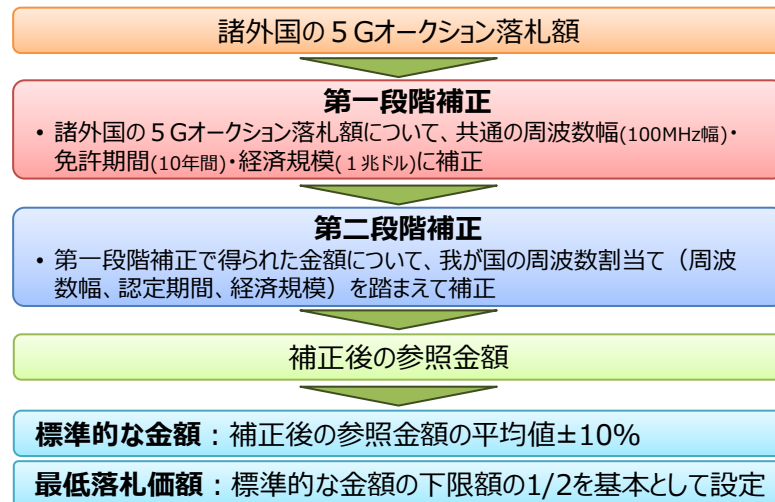 諸外国の５Gオークション落札額
第一段階補正
• 諸外国の５Gオークション落札額について、共通の周波数幅(100MHz幅)・
免許期間(10年間)・経済規模(１兆ドル)に補正
第二段階補正
• 第一段階補正で得られた金額について、我が国の周波数割当て（周波
数幅、認定期間、経済規模）を踏まえて補正
補正後の参照金額
標準的な金額：補正後の参照金額の平均値±10%
最低落札価額：標準的な金額の下限額の1/2を基本として設定